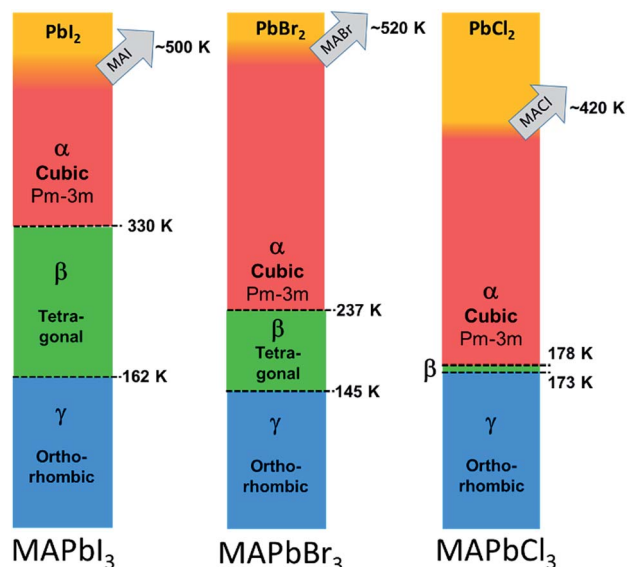 PbI₂
MAI
~500 K
α
Cubic
Pm-3m
330 K
β
Tetra-
gonal
162 K
γ
Ortho-
rhombic
MAPbI₃
PbBr₂
MABr
~520 K
α
Cubic
Pm-3m
237 K
β
Tetra-
gonal
145 K
γ
Ortho-
rhombic
MAPbBr₃
PbCl₂
MACl
~420 K
α
Cubic
Pm-3m
178 K
β
173 K
γ
Ortho-
rhombic
MAPbCl₃